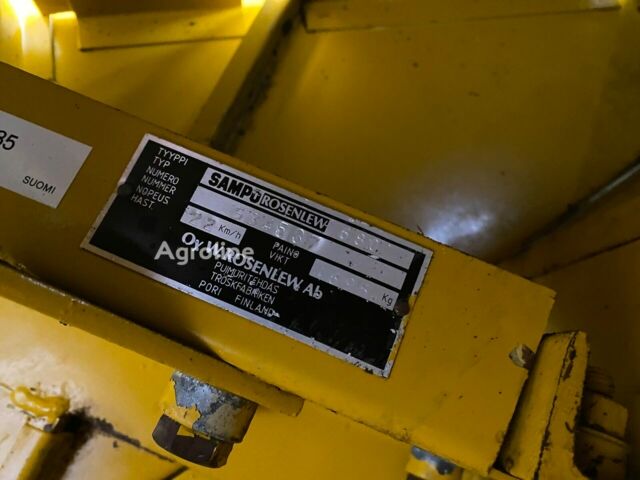 35
SUOMI
TYYPPI
TYP
SAMPO ROSENLEW
NUMERO
NUMMER
NOPEUS
HAST.
Km/h
PAINO
VIKT
Kg
Oy W. ROSENLEW Ab
PUIMURITEHDAS
TRÖSKFABRIKEN
PORI FINLAND
Agroline